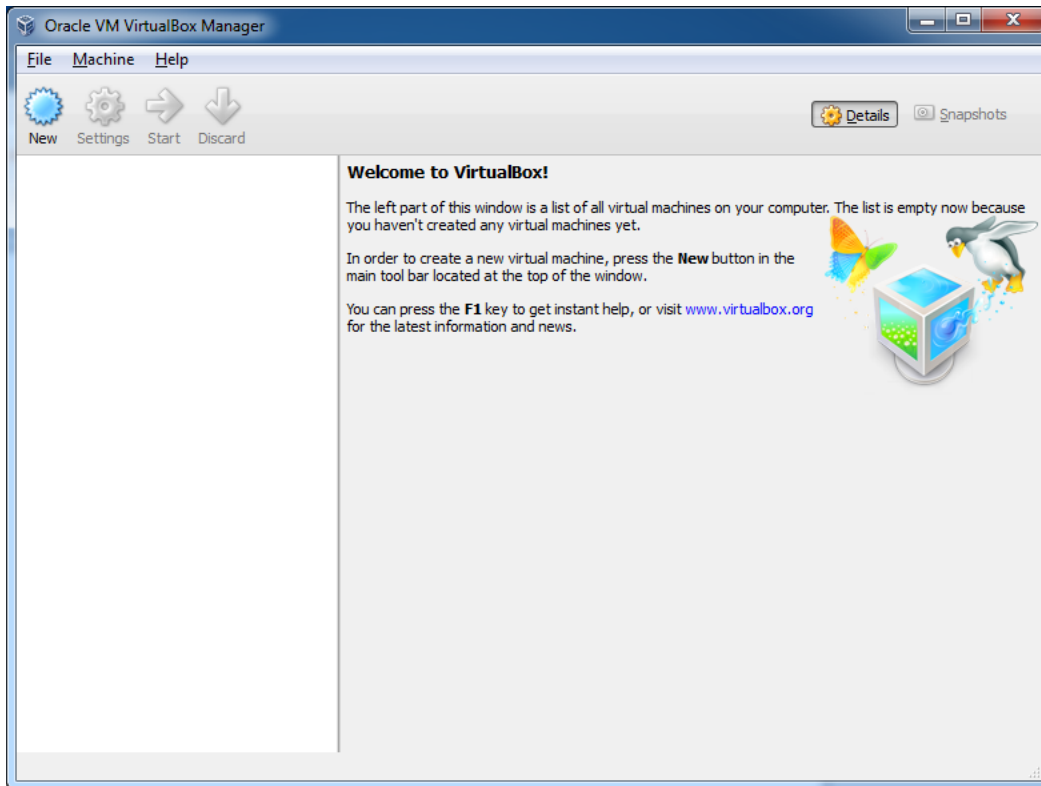 Oracle VM VirtualBox Manager
File Machine Help
New Settings Start Discard
Details Snapshots
Welcome to VirtualBox!
The left part of this window is a list of all virtual machines on your computer. The list is empty now because
you haven't created any virtual machines yet.
In order to create a new virtual machine, press the New button in the
main tool bar located at the top of the window.
You can press the F1 key to get instant help, or visit www.virtualbox.org
for the latest information and news.